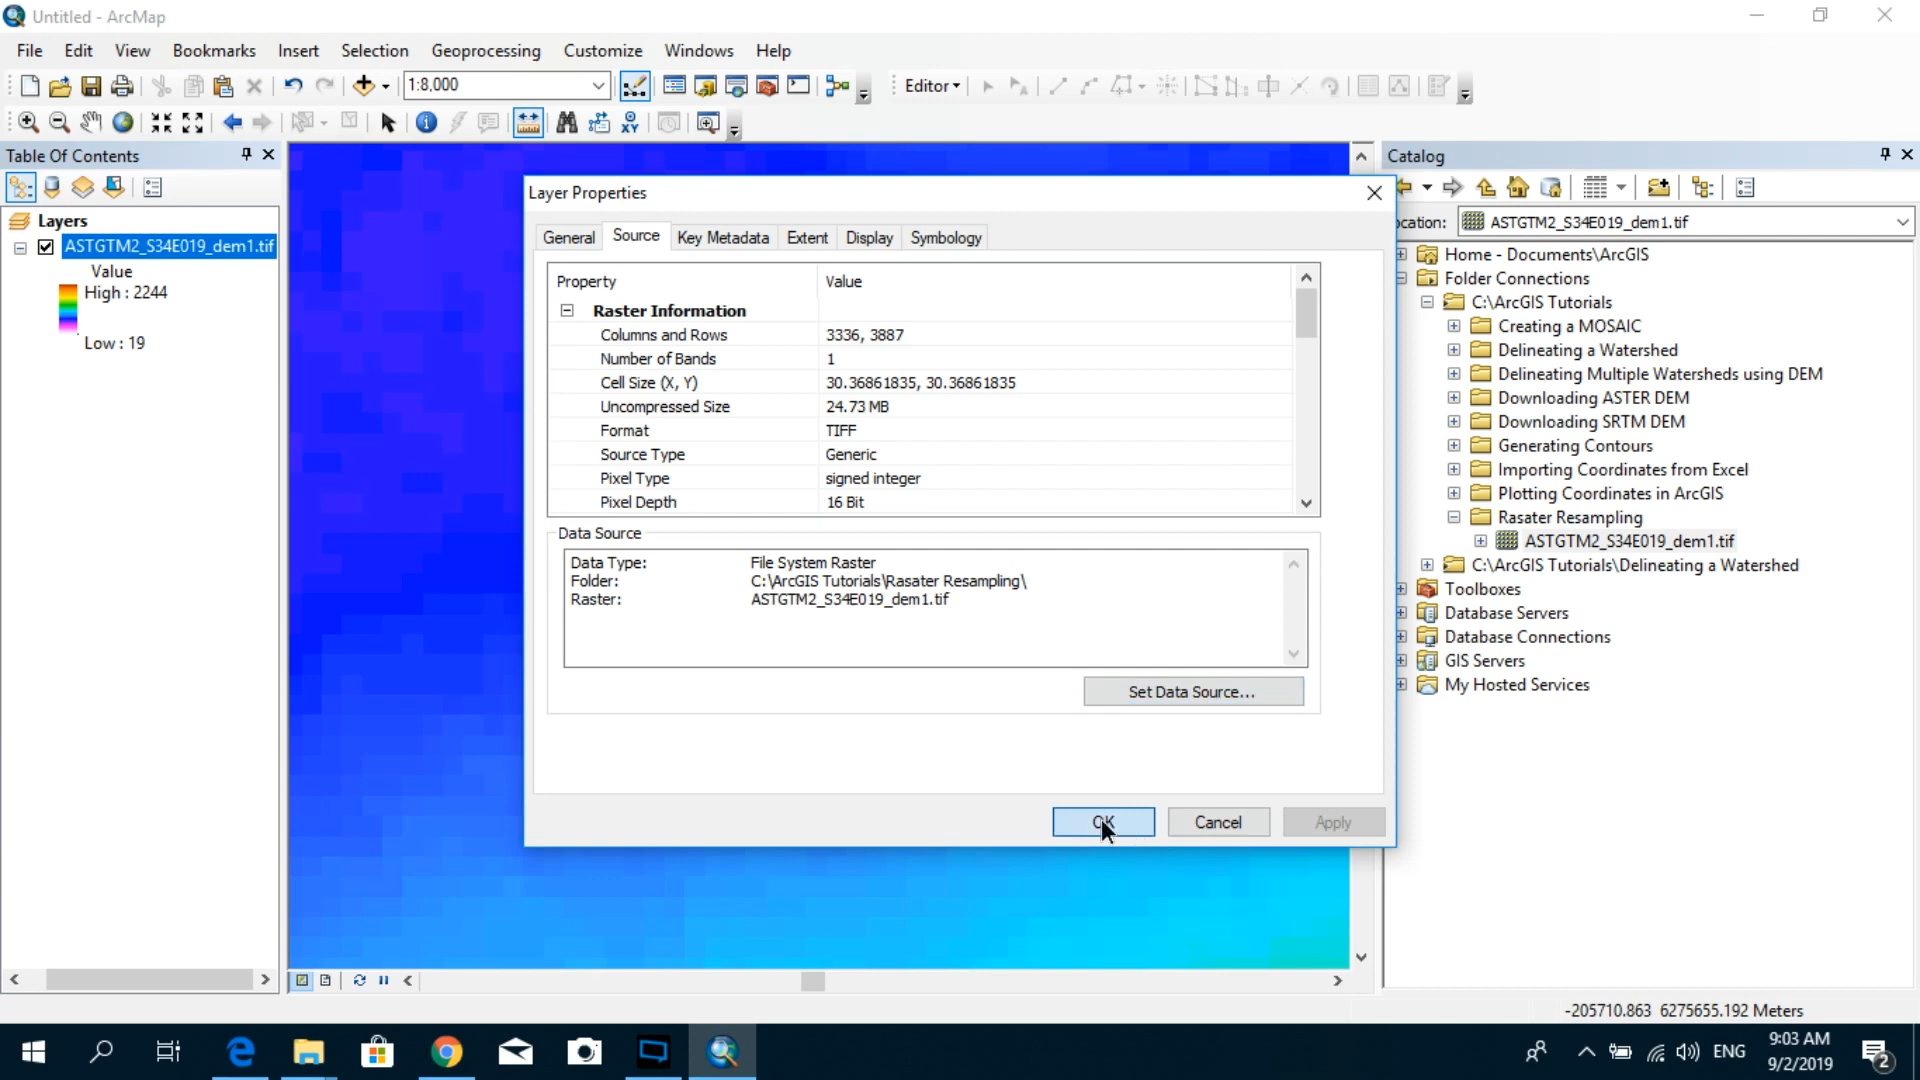 Untitled - ArcMap
File Edit View Bookmarks Insert Selection Geoprocessing Customize Windows Help
1:8,000 Editor
Table Of Contents
Layers
ASTGTM2_S34E019_dem1.tif
Value
High : 2244
Low : 19
Layer Properties
General Source Key Metadata Extent Display Symbology
Property Value
Raster Information
Columns and Rows 3336, 3887
Number of Bands 1
Cell Size (X, Y) 30.36861835, 30.36861835
Uncompressed Size 24.73 MB
Format TIFF
Source Type Generic
Pixel Type signed integer
Pixel Depth 16 Bit
Data Source
Data Type: File System Raster
Folder: C:\ArcGIS Tutorials\Rasater Resampling\
Raster: ASTGTM2_S34E019_dem1.tif
Set Data Source...
OK Cancel Apply
Catalog
ocation: ASTGTM2_S34E019_dem1.tif
Home - Documents\ArcGIS
Folder Connections
C:\ArcGIS Tutorials
Creating a MOSAIC
Delineating a Watershed
Delineating Multiple Watersheds using DEM
Downloading ASTER DEM
Downloading SRTM DEM
Generating Contours
Importing Coordinates from Excel
Plotting Coordinates in ArcGIS
Rasater Resampling
ASTGTM2_S34E019_dem1.tif
C:\ArcGIS Tutorials\Delineating a Watershed
Toolboxes
Database Servers
Database Connections
GIS Servers
My Hosted Services
-205710.863 6275655.192 Meters
ENG
9:03 AM
9/2/2019
2